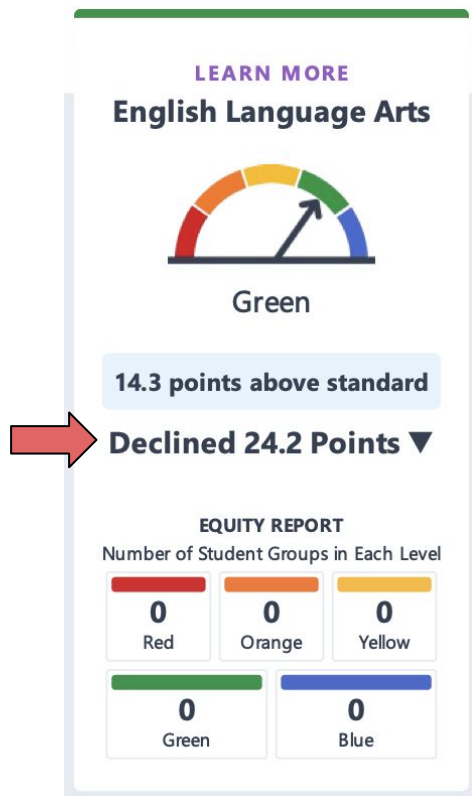 LEARN MORE
English Language Arts
Green
14.3 points above standard
Declined 24.2 Points ▼
EQUITY REPORT
Number of Student Groups in Each Level
0
Red
0
Orange
0
Yellow
0
Green
0
Blue